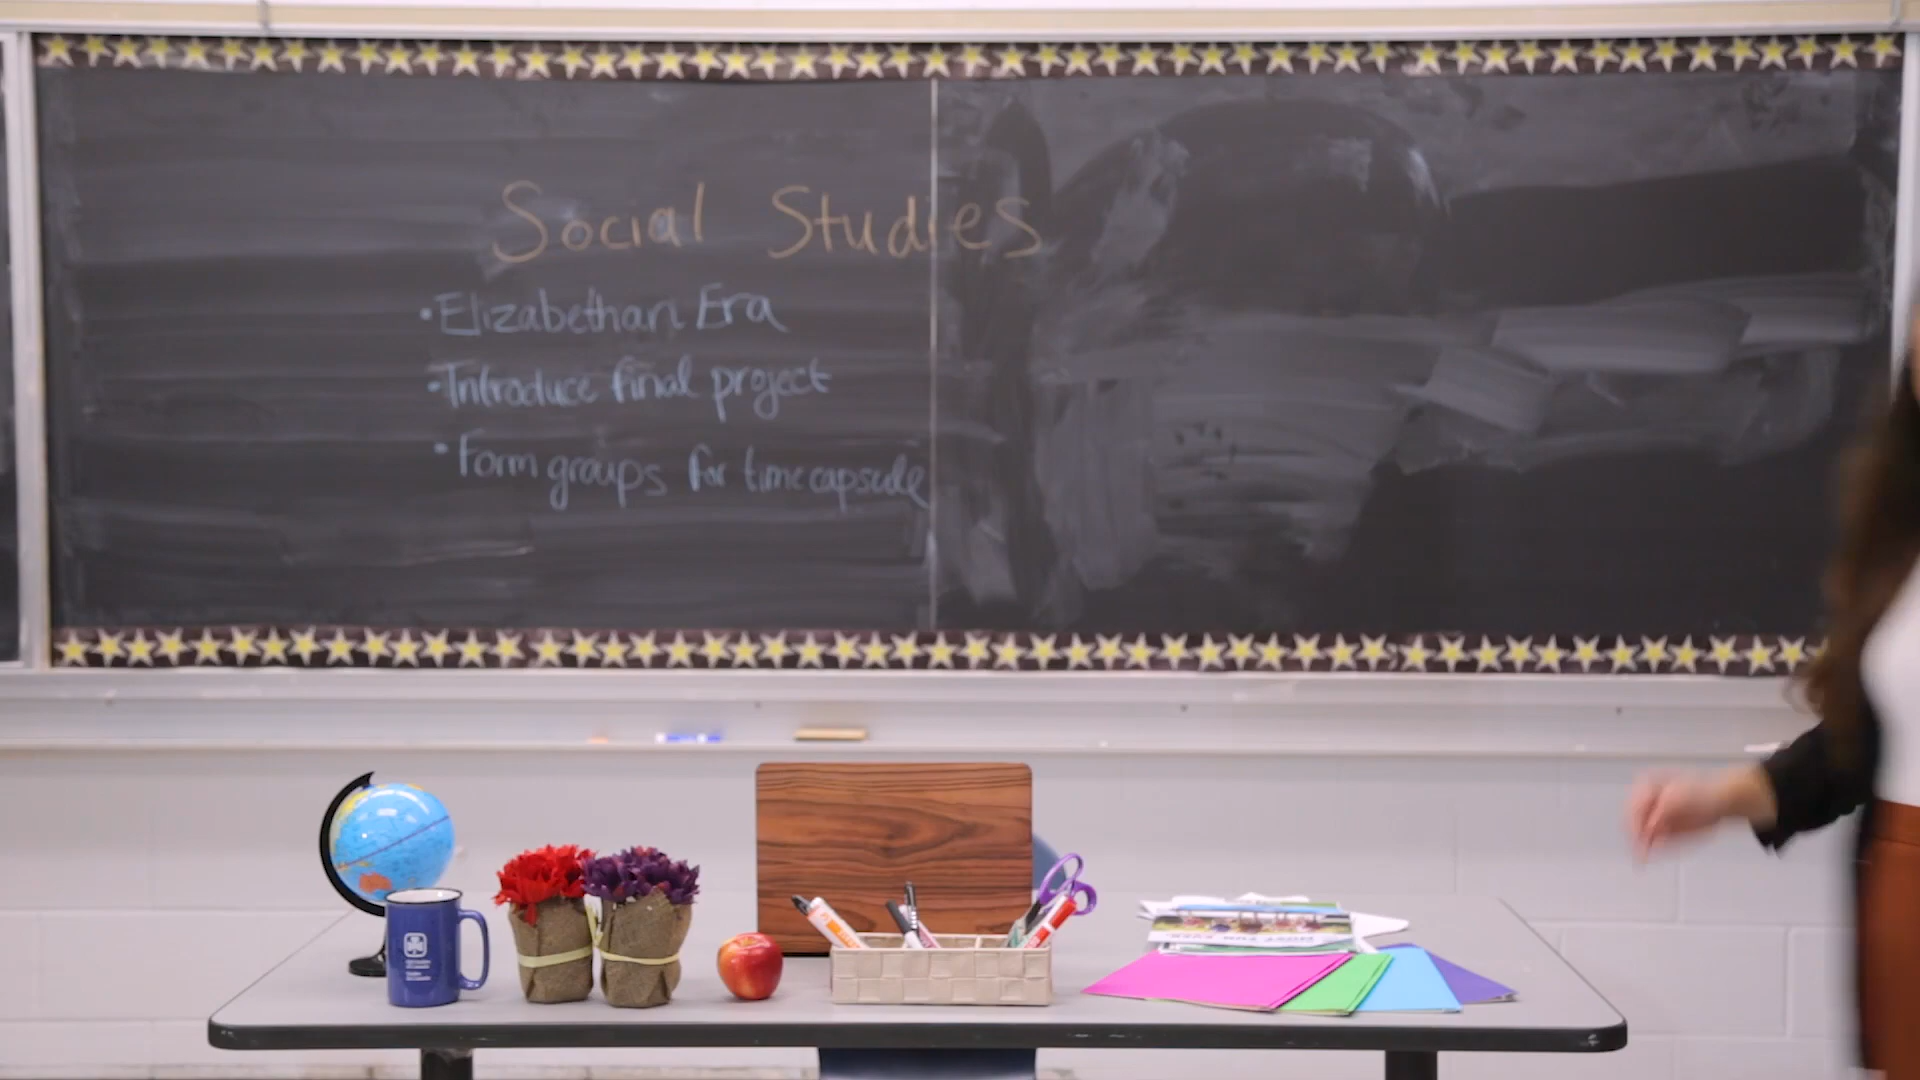 Social Studies
• Elizabethan Era
• Introduce final project
• Form groups for time capsule